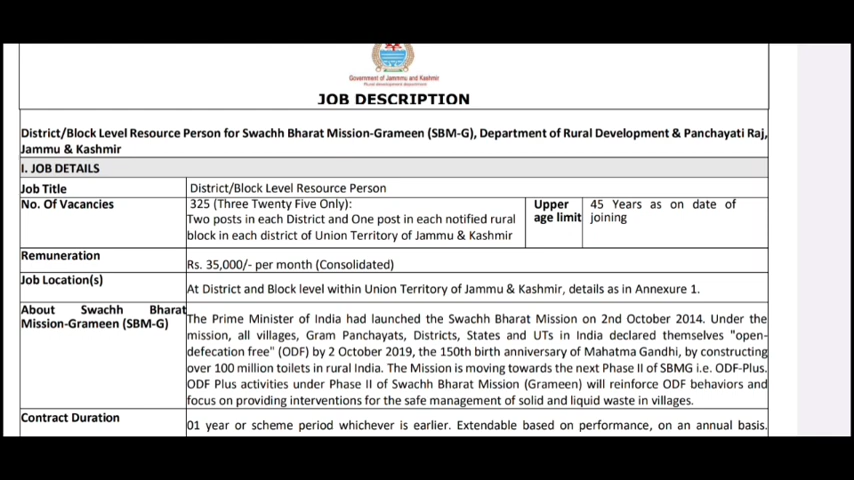 Government of Jammmu and Kashmir
Rural development department
JOB DESCRIPTION
District/Block Level Resource Person for Swachh Bharat Mission-Grameen (SBM-G), Department of Rural Development & Panchayati Raj,
Jammu & Kashmir
I. JOB DETAILS
Job Title
District/Block Level Resource Person
No. Of Vacancies
325 (Three Twenty Five Only):
Two posts in each District and One post in each notified rural
block in each district of Union Territory of Jammu & Kashmir
Upper
age limit
45 Years as on date of
joining
Remuneration
Rs. 35,000/- per month (Consolidated)
Job Location(s)
At District and Block level within Union Territory of Jammu & Kashmir, details as in Annexure 1.
About Swachh Bharat
Mission-Grameen (SBM-G)
The Prime Minister of India had launched the Swachh Bharat Mission on 2nd October 2014. Under the
mission, all villages, Gram Panchayats, Districts, States and UTs in India declared themselves "open-
defecation free" (ODF) by 2 October 2019, the 150th birth anniversary of Mahatma Gandhi, by constructing
over 100 million toilets in rural India. The Mission is moving towards the next Phase II of SBMG i.e. ODF-Plus.
ODF Plus activities under Phase II of Swachh Bharat Mission (Grameen) will reinforce ODF behaviors and
focus on providing interventions for the safe management of solid and liquid waste in villages.
Contract Duration
01 year or scheme period whichever is earlier. Extendable based on performance, on an annual basis.